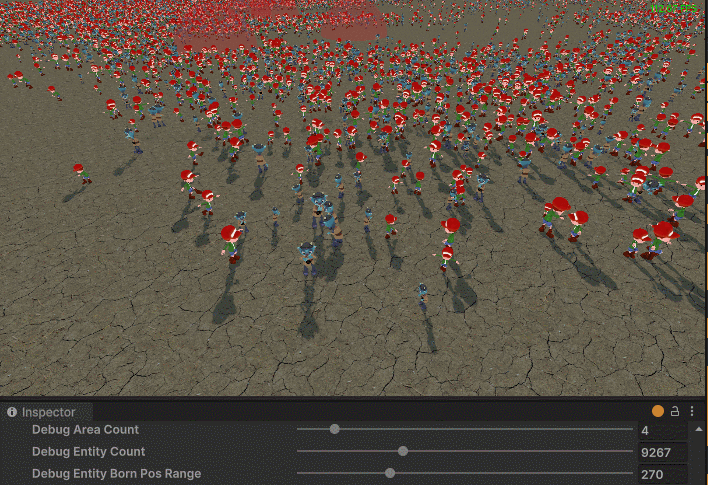 Inspector
Debug Area Count 4
Debug Entity Count 9267
Debug Entity Born Pos Range 270